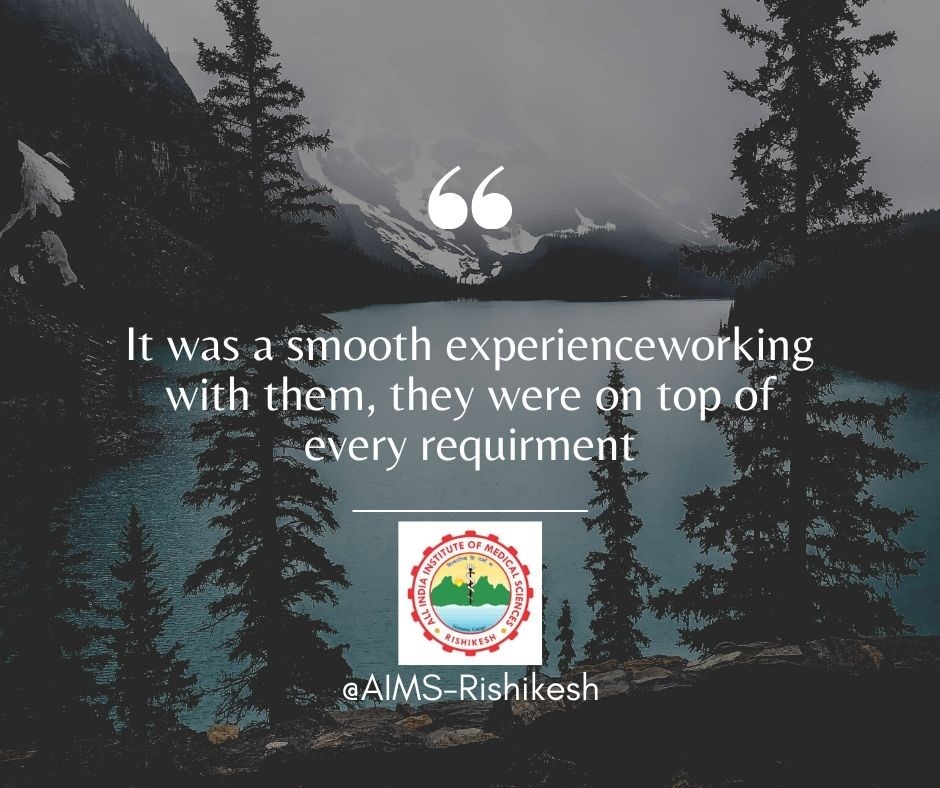 “
It was a smooth experienceworking
with them, they were on top of
every requirment
ALL INDIA INSTITUTE OF MEDICAL SCIENCES
RISHIKESH
@AIMS-Rishikesh